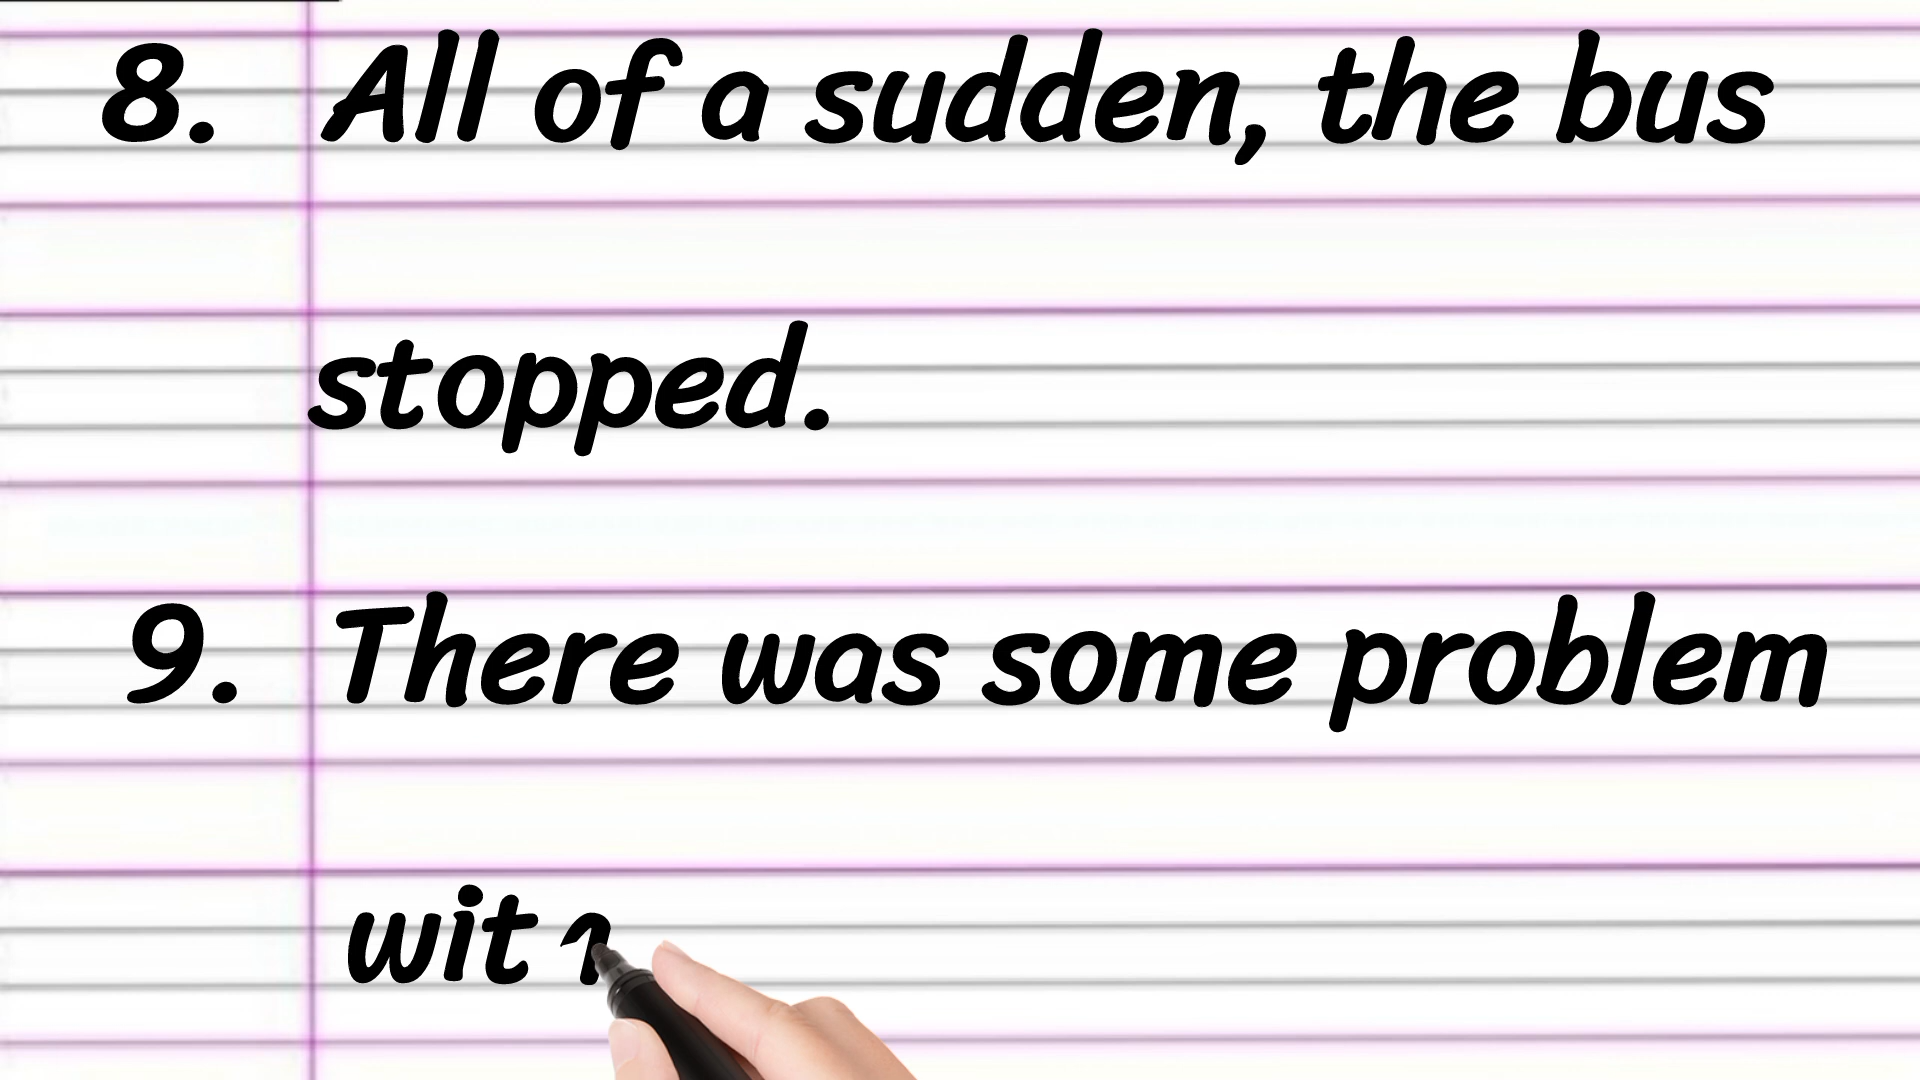 8. All of a sudden, the bus
stopped.
9. There was some problem
wit